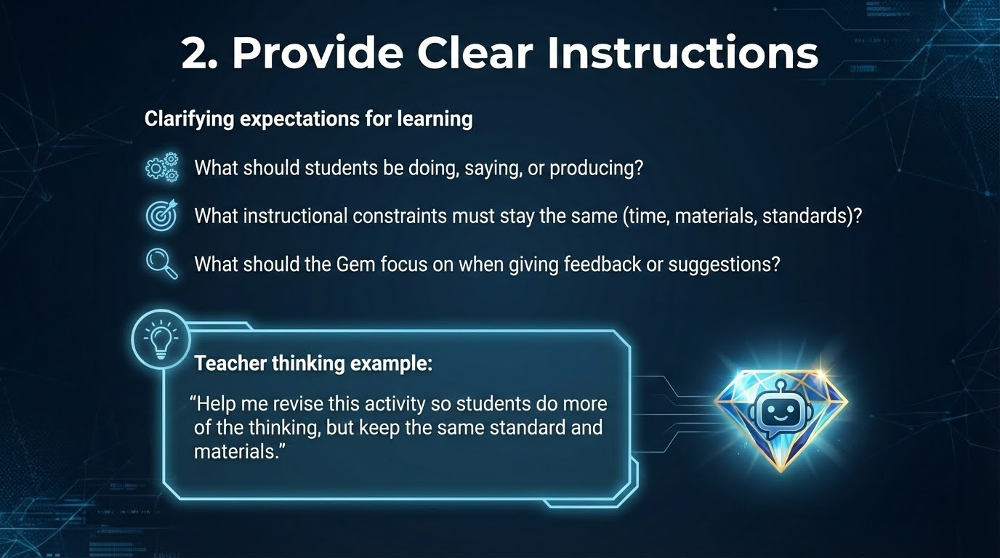 2. Provide Clear Instructions
Clarifying expectations for learning
What should students be doing, saying, or producing?
What instructional constraints must stay the same (time, materials, standards)?
What should the Gem focus on when giving feedback or suggestions?
Teacher thinking example:
“Help me revise this activity so students do more
of the thinking, but keep the same standard and
materials.”